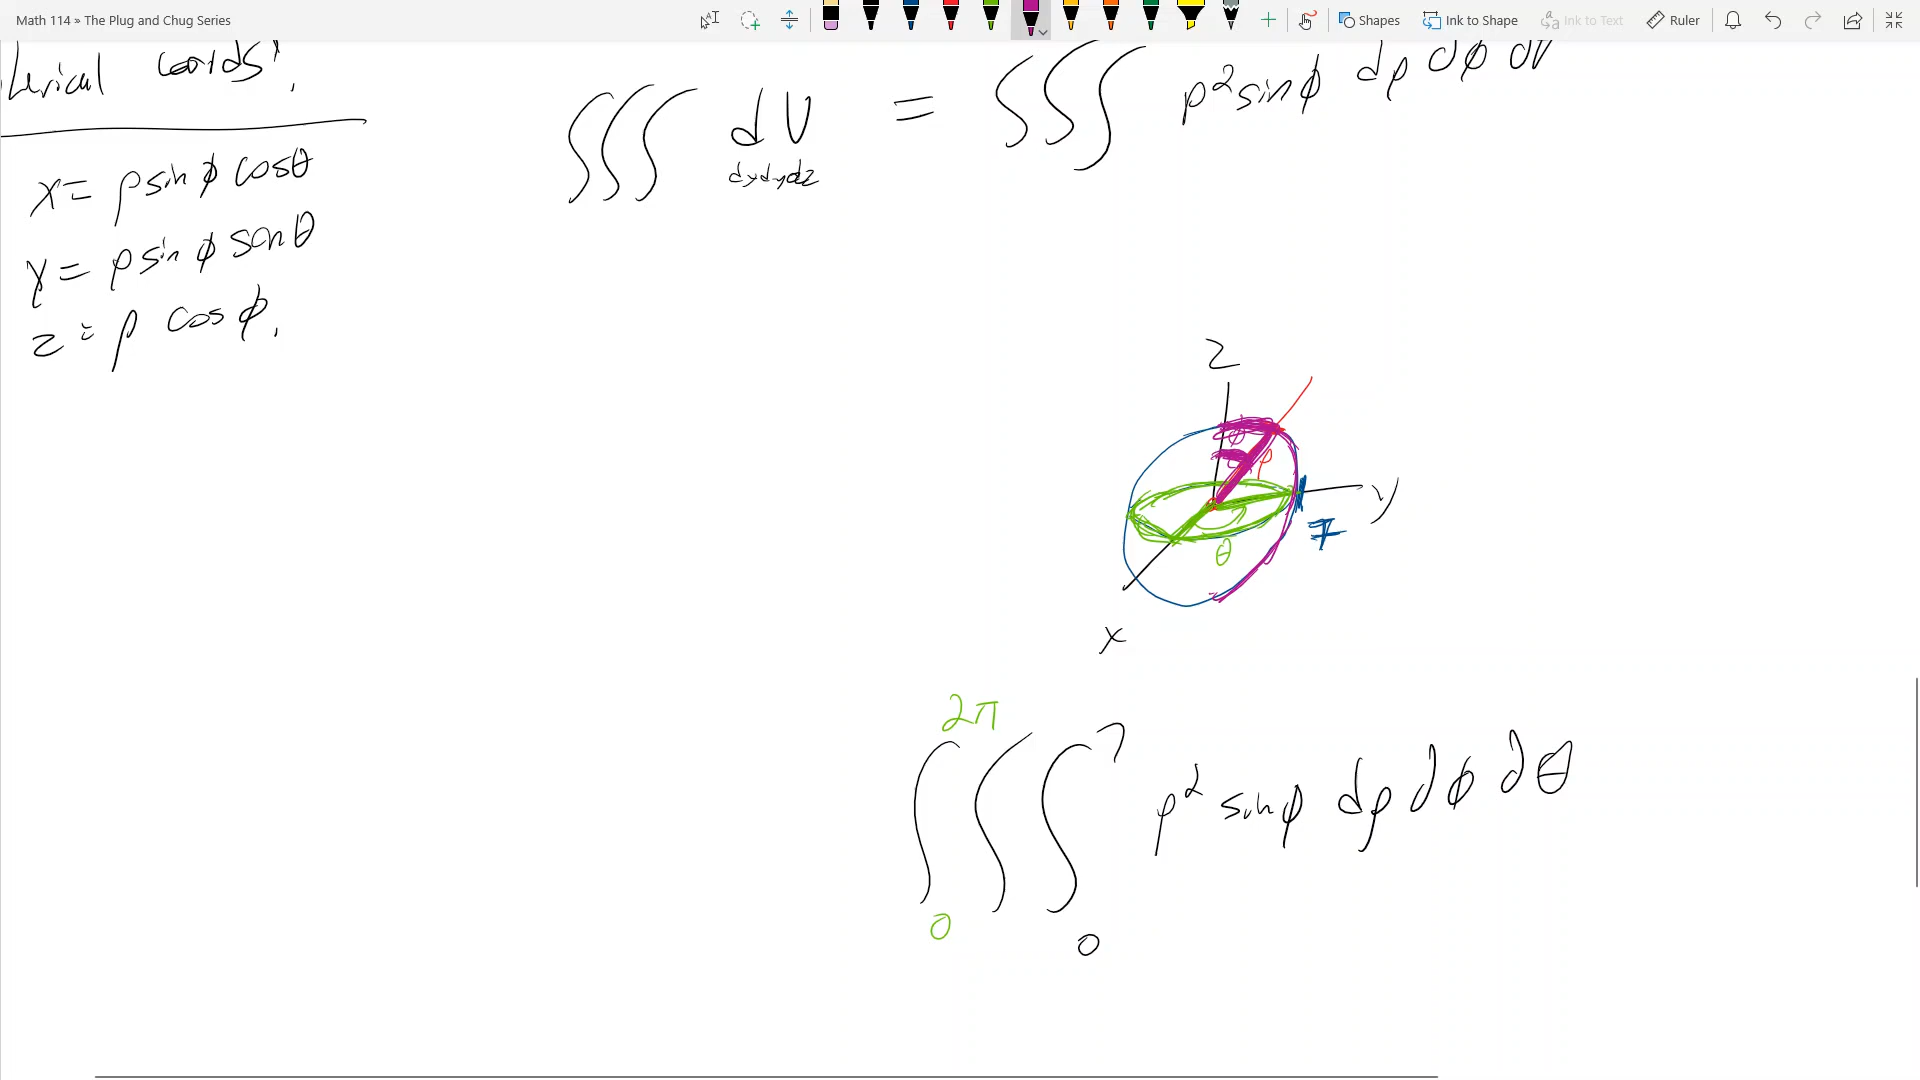 Math 114 » The Plug and Chug Series
Shapes
Ink to Shape
Ink to Text
Ruler
coords,
∫∫∫ dV = ∫∫∫ ρ² sin φ dρ dφ dθ
dxdydz
x = ρ sin φ cos θ
y = ρ sin φ sin θ
z = ρ cos φ.
z
φ
ρ
y
7
θ
x
2π
7
∫∫∫ ρ² sin φ dρ dφ dθ
0
0